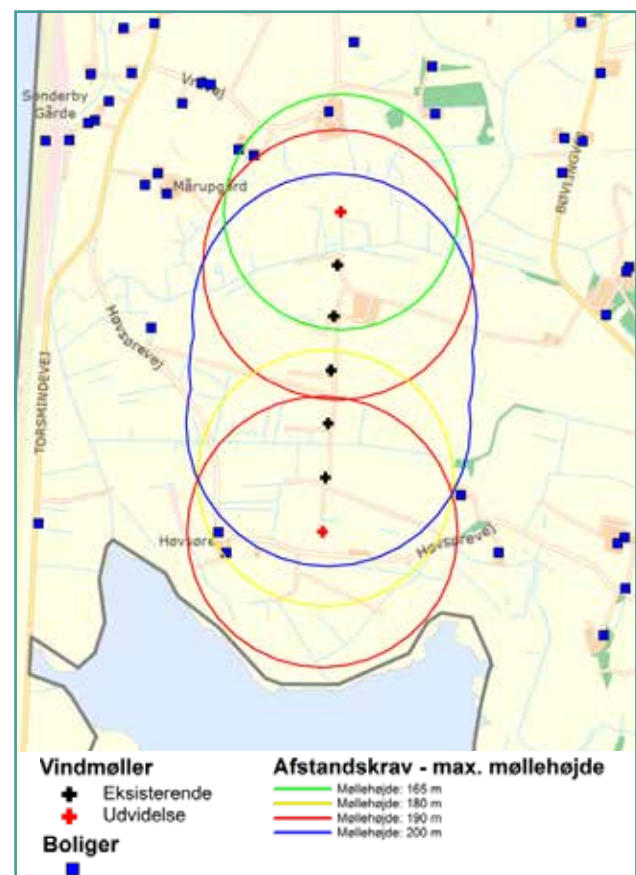 Vråvej
Sønderby
Gårde
Mårupgård
BØVLINGVEJ
Høvsørevej
TORSMINDEVEJ
Høvsøre
Høvsørevej
Vindmøller
Eksisterende
Udvidelse
Boliger
Afstandskrav - max. møllehøjde
Møllehøjde: 165 m
Møllehøjde: 180 m
Møllehøjde: 190 m
Møllehøjde: 200 m